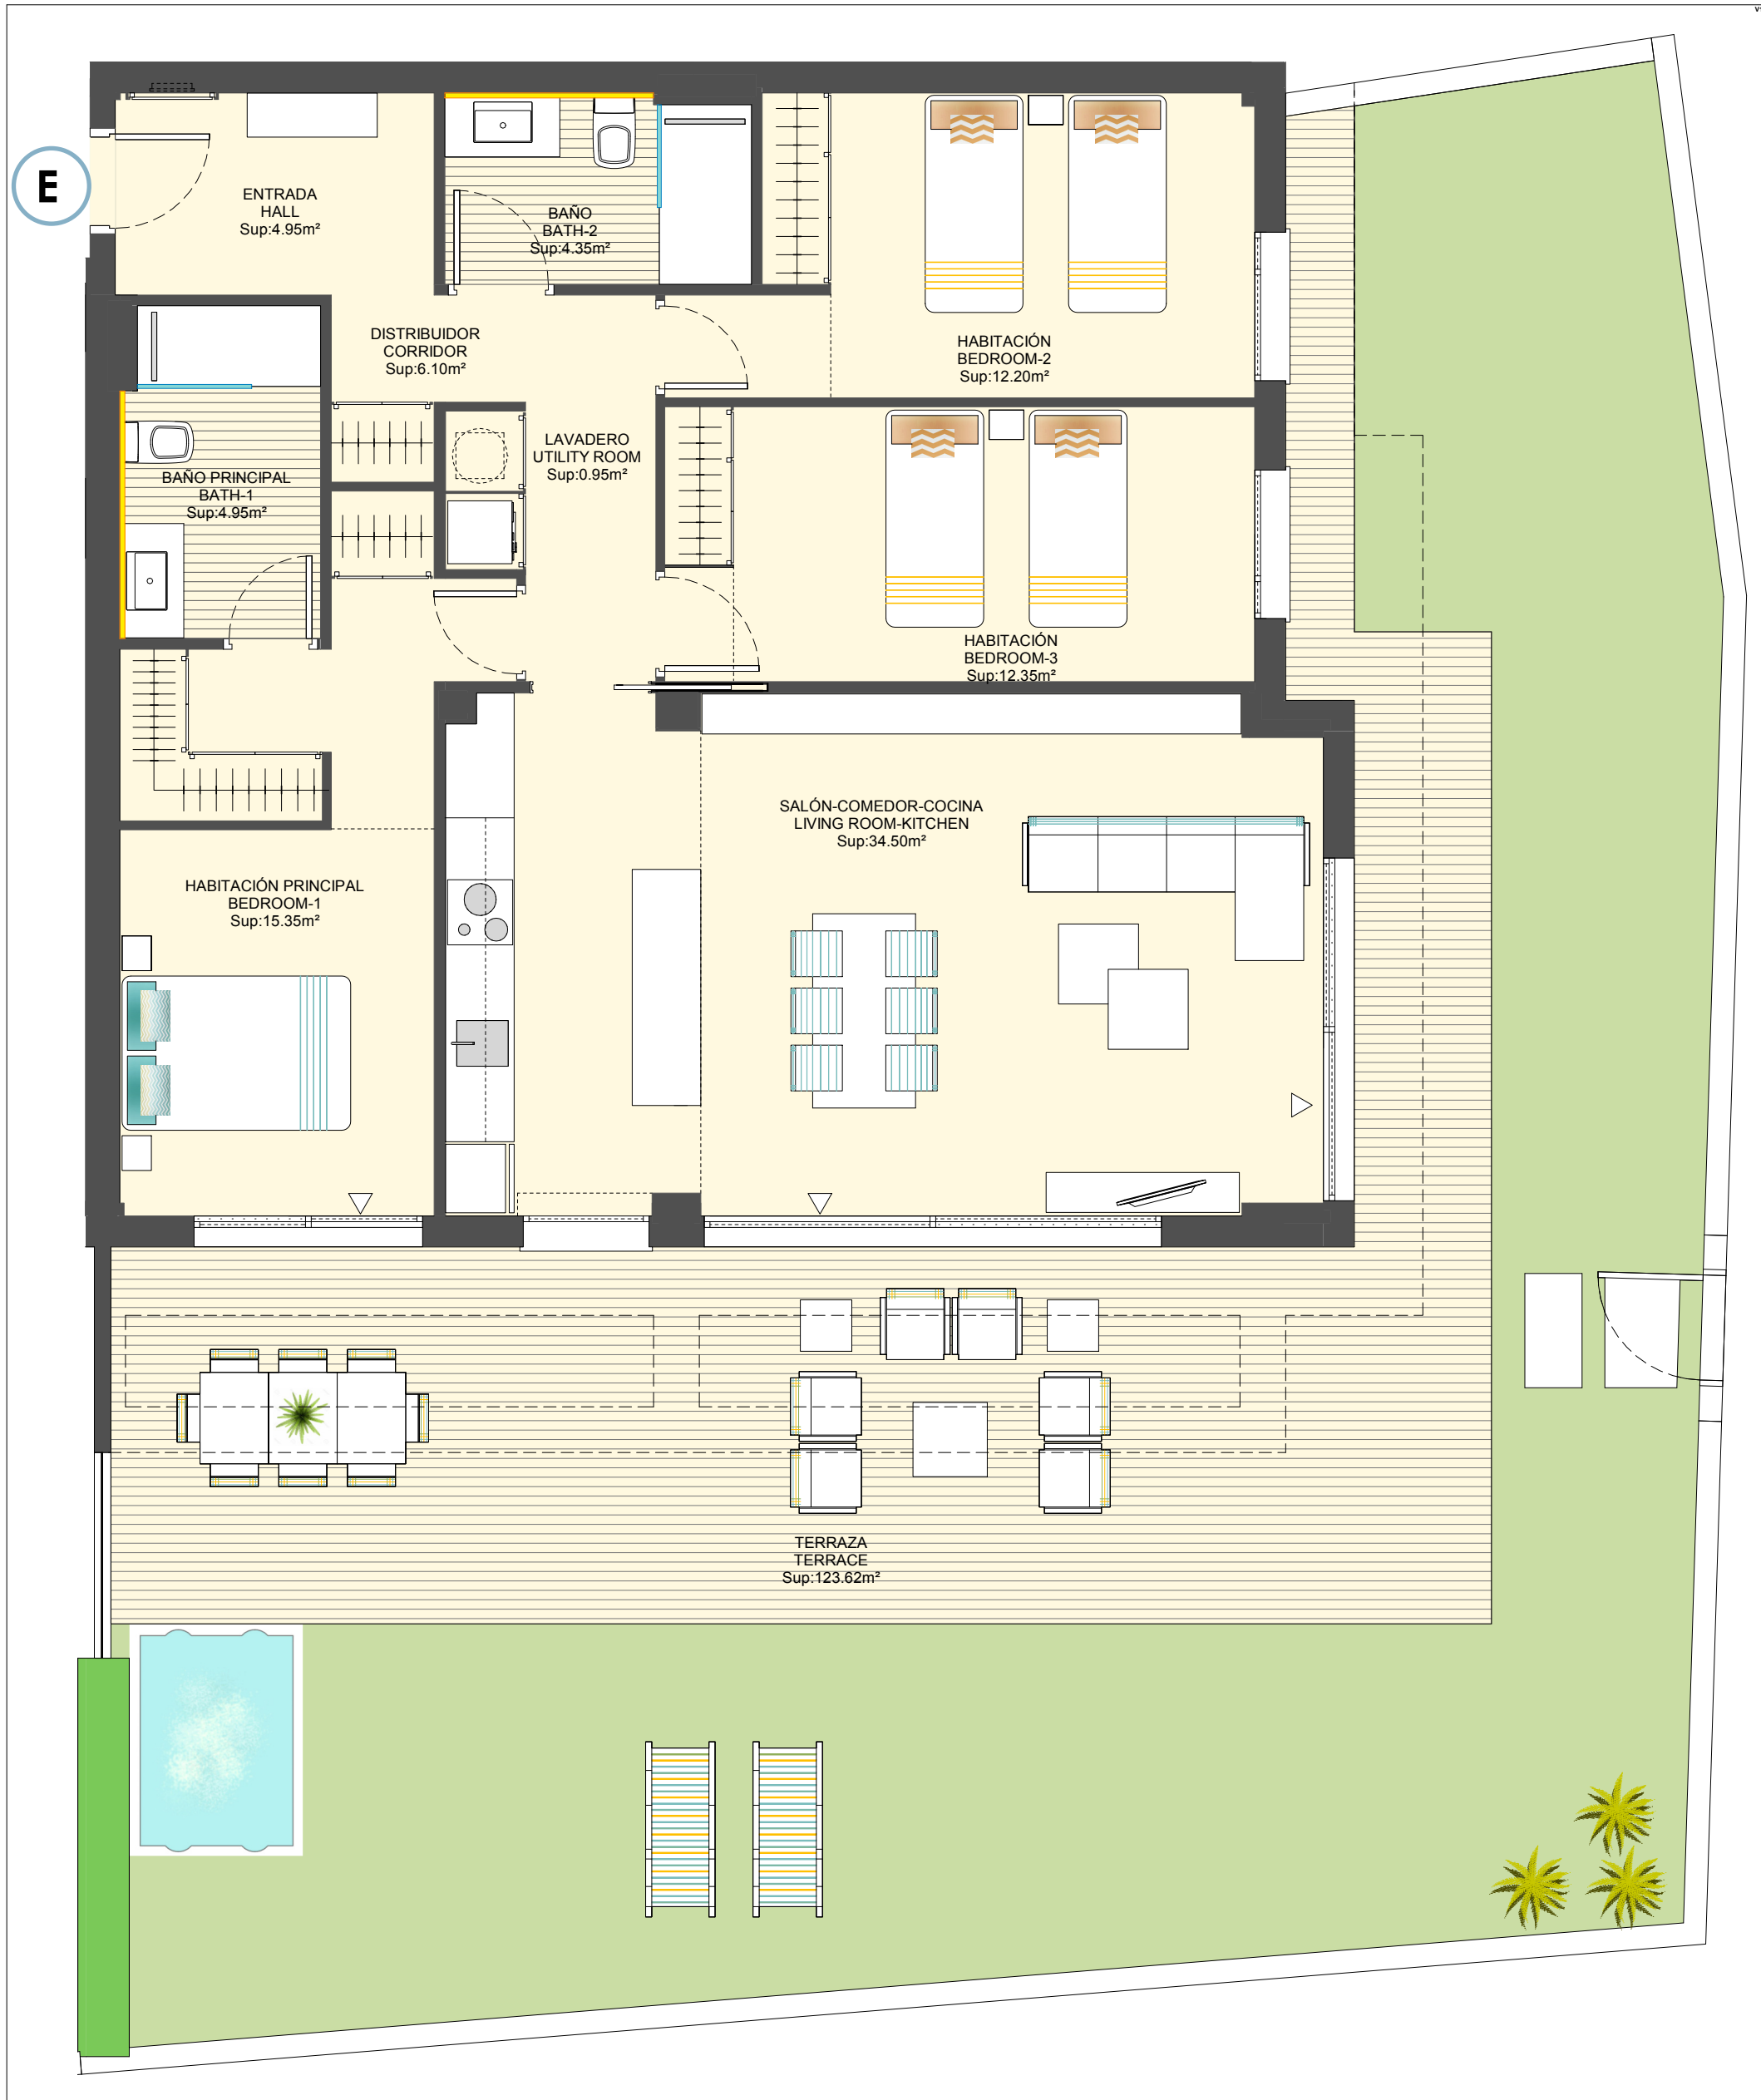 E
ENTRADA
HALL
Sup:4.95m²
BAÑO
BATH-2
Sup:4.35m²
DISTRIBUIDOR
CORRIDOR
Sup:6.10m²
HABITACIÓN
BEDROOM-2
Sup:12.20m²
LAVADERO
UTILITY ROOM
Sup:0.95m²
BAÑO PRINCIPAL
BATH-1
Sup:4.95m²
HABITACIÓN
BEDROOM-3
Sup:12.35m²
SALÓN-COMEDOR-COCINA
LIVING ROOM-KITCHEN
Sup:34.50m²
HABITACIÓN PRINCIPAL
BEDROOM-1
Sup:15.35m²
TERRAZA
TERRACE
Sup:123.62m²